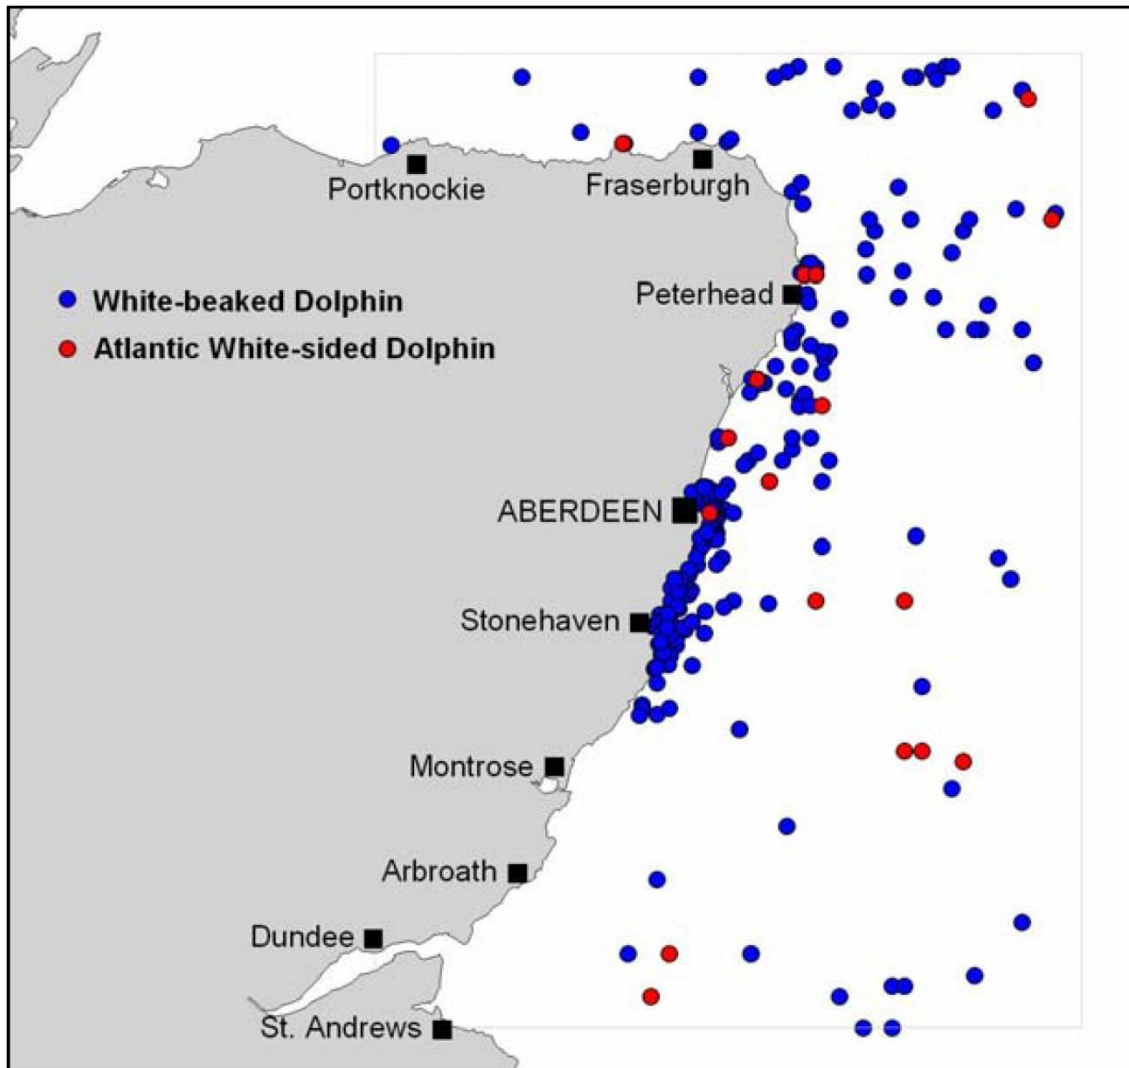 Portknockie
Fraserburgh
White-beaked Dolphin
Peterhead
Atlantic White-sided Dolphin
ABERDEEN
Stonehaven
Montrose
Arbroath
Dundee
St. Andrews